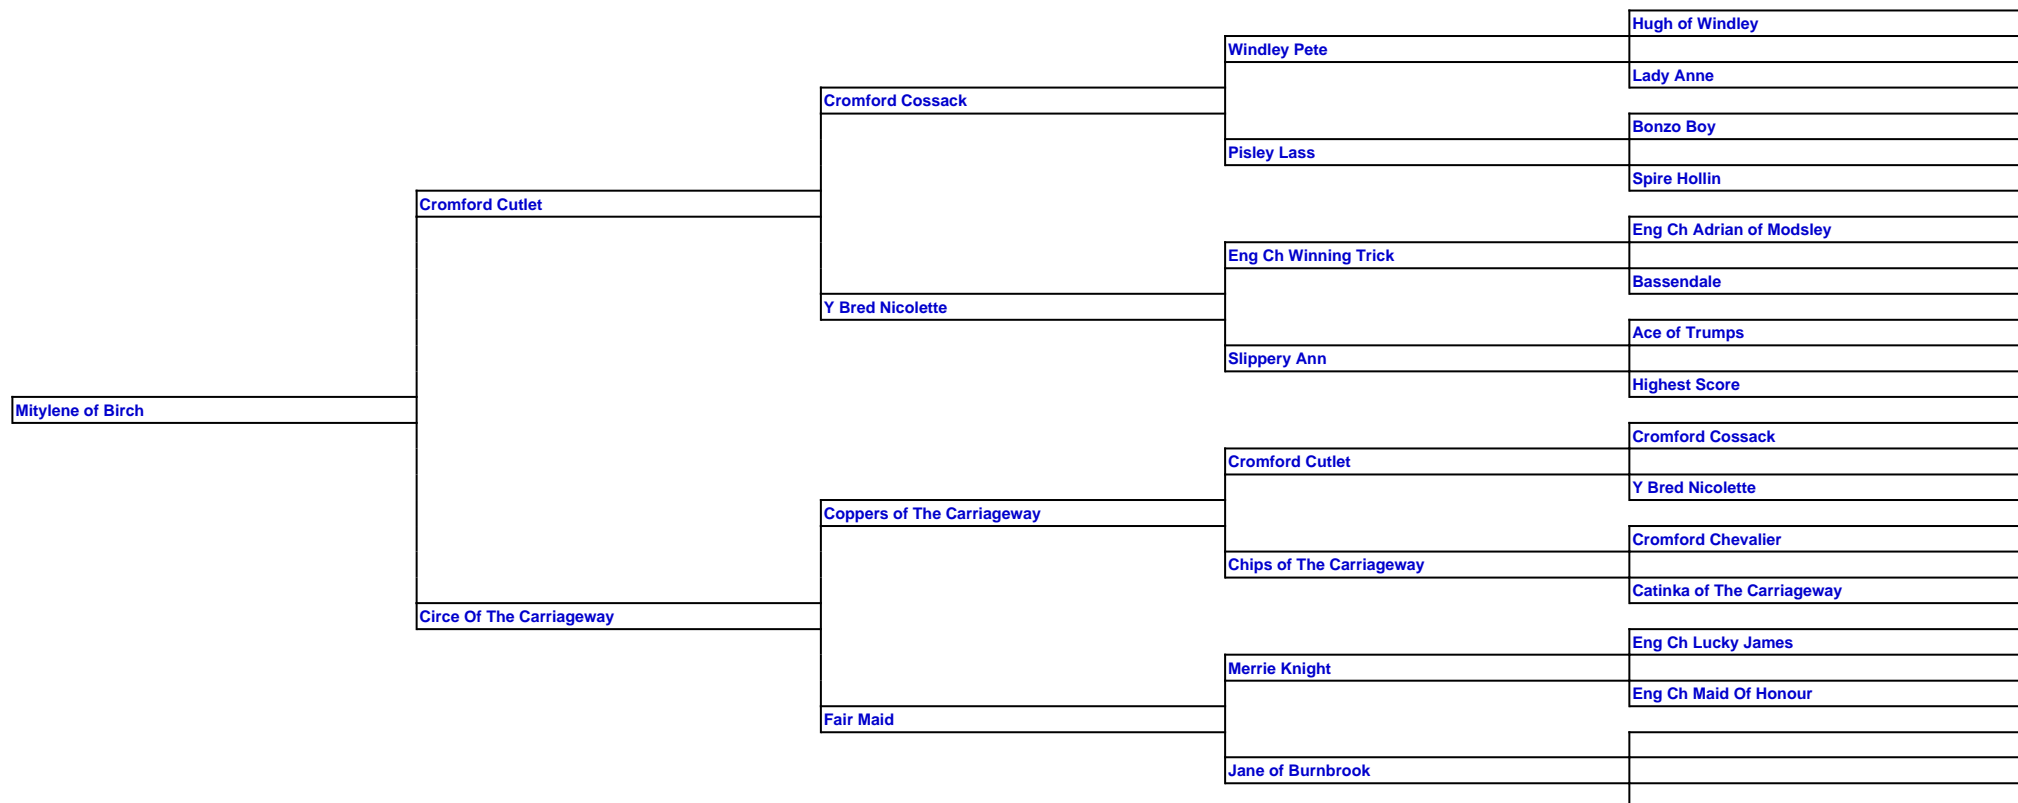 Hugh of Windley
Windley Pete
Lady Anne
Cromford Cossack
Bonzo Boy
Pisley Lass
Spire Hollin
Cromford Cutlet
Eng Ch Adrian of Modsley
Eng Ch Winning Trick
Bassendale
Y Bred Nicolette
Ace of Trumps
Slippery Ann
Highest Score
Mitylene of Birch
Cromford Cossack
Cromford Cutlet
Y Bred Nicolette
Coppers of The Carriageway
Cromford Chevalier
Chips of The Carriageway
Catinka of The Carriageway
Circe Of The Carriageway
Eng Ch Lucky James
Merrie Knight
Eng Ch Maid Of Honour
Fair Maid
Jane of Burnbrook